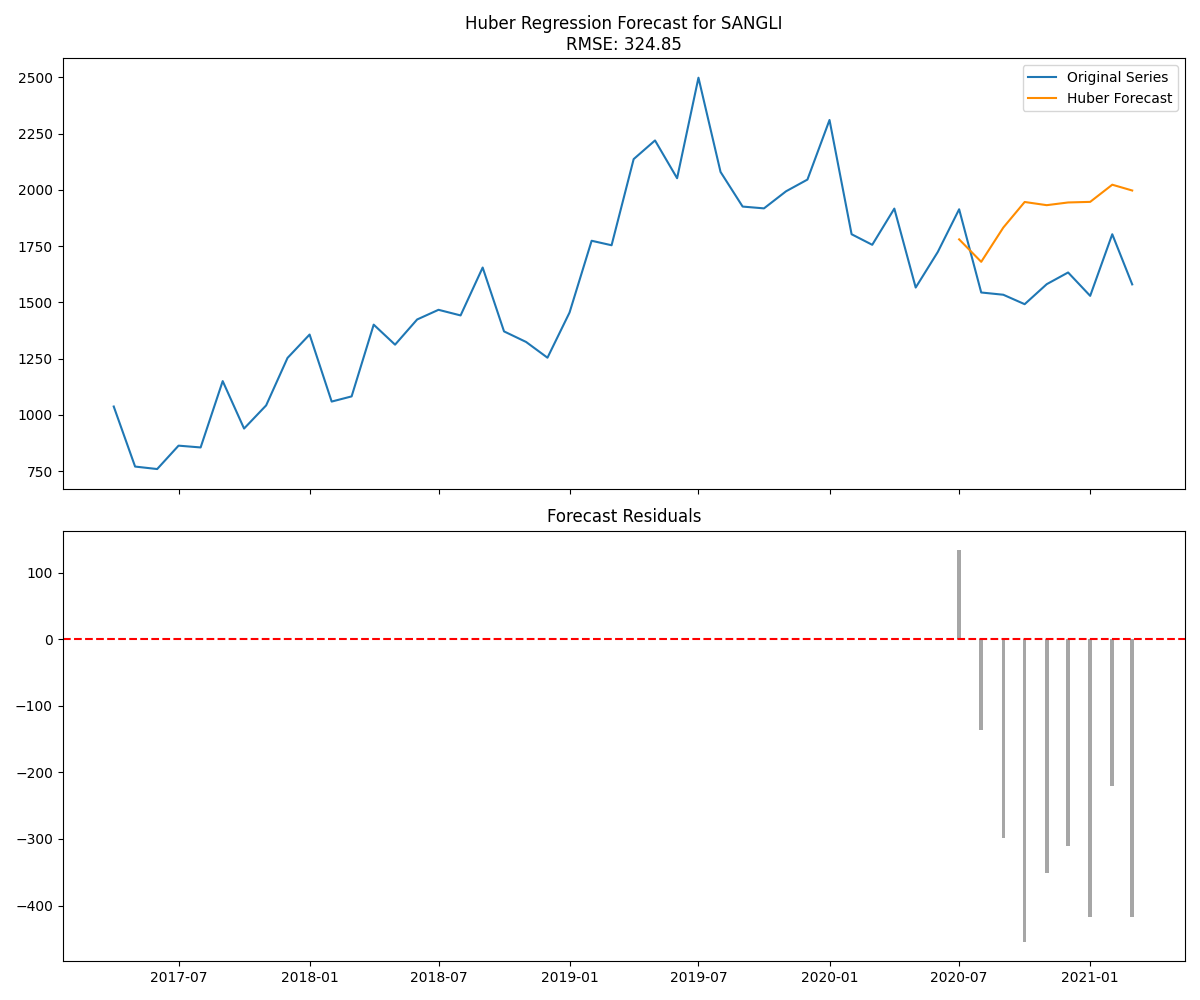 Huber Regression Forecast for SANGLI
RMSE: 324.85
Original Series
Huber Forecast
2500
2250
2000
1750
1500
1250
1000
750
Forecast Residuals
100
0
−100
−200
−300
−400
2017-07 2018-01 2018-07 2019-01 2019-07 2020-01 2020-07 2021-01